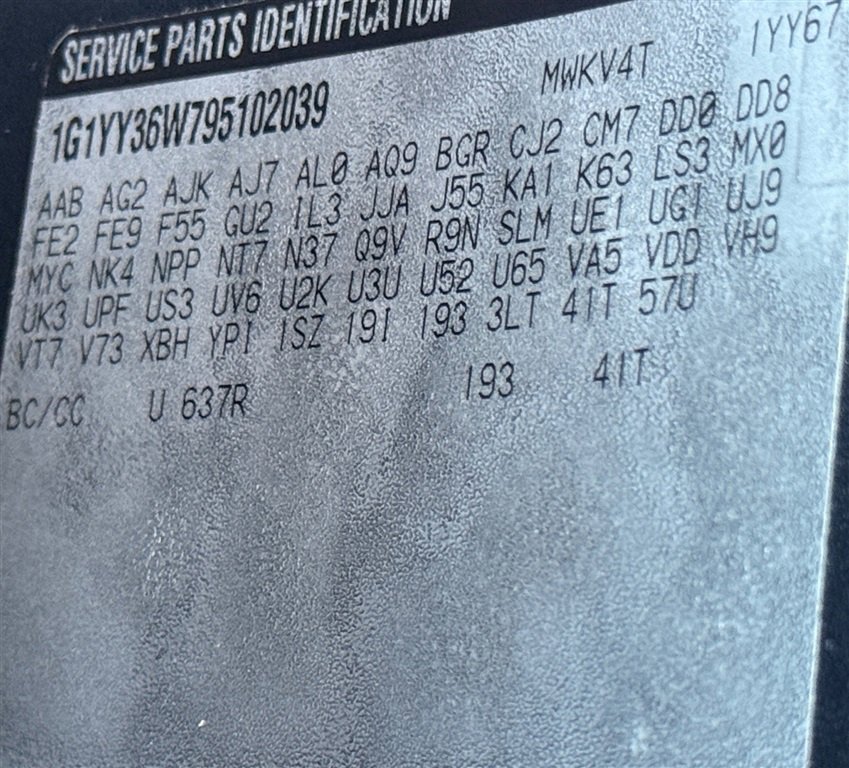 SERVICE PARTS IDENTIFICATION
1G1YY36W795102039 MWKV4T 1YY67
AAB AG2 AJK AJ7 AL0 AQ9 BGR CJ2 CM7 DD0 DD8
FE2 FE9 F55 GU2 IL3 JJA J55 KA1 K63 LS3 MX0
MYC NK4 NPP NT7 N37 Q9V R9N SLM UE1 UG1 UJ9
UK3 UPF US3 UV6 U2K U3U U52 U65 VA5 VDD VH9
VT7 V73 XBH YP1 1SZ 19I 193 3LT 41T 57U
BC/CC U 637R 193 41T